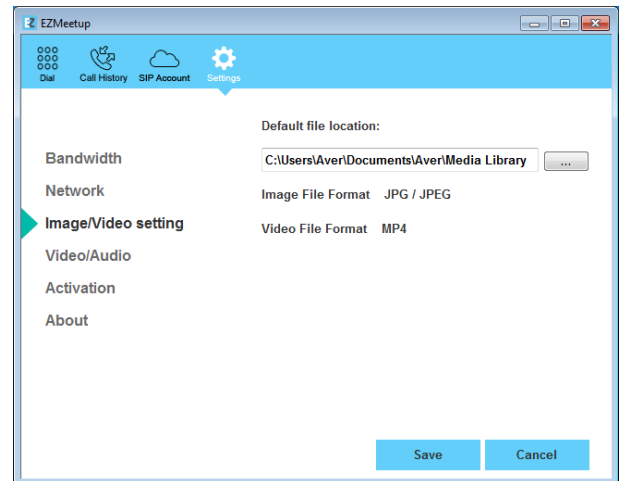 EZ EZMeetup
Dial Call History SIP Account Settings
Default file location:
C:\Users\Aver\Documents\Aver\Media Library ...
Image File Format JPG / JPEG
Video File Format MP4
Bandwidth
Network
Image/Video setting
Video/Audio
Activation
About
Save Cancel